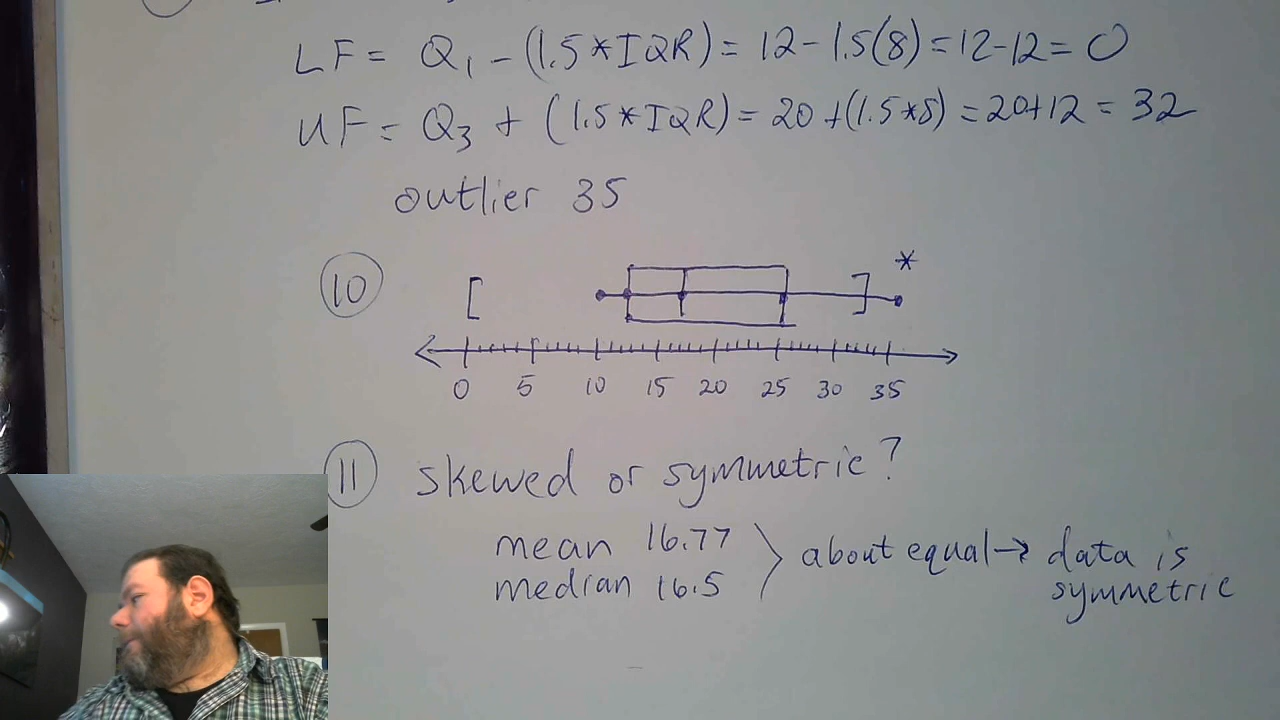 LF = Q₁ - (1.5*IQR) = 12 - 1.5(8) = 12-12 = 0
UF = Q₃ + (1.5*IQR) = 20 + (1.5*8) = 20+12 = 32
outlier 35
10 [ ] *
0 5 10 15 20 25 30 35
11 skewed or symmetric?
mean 16.77 > about equal → data is
median 16.5 symmetric